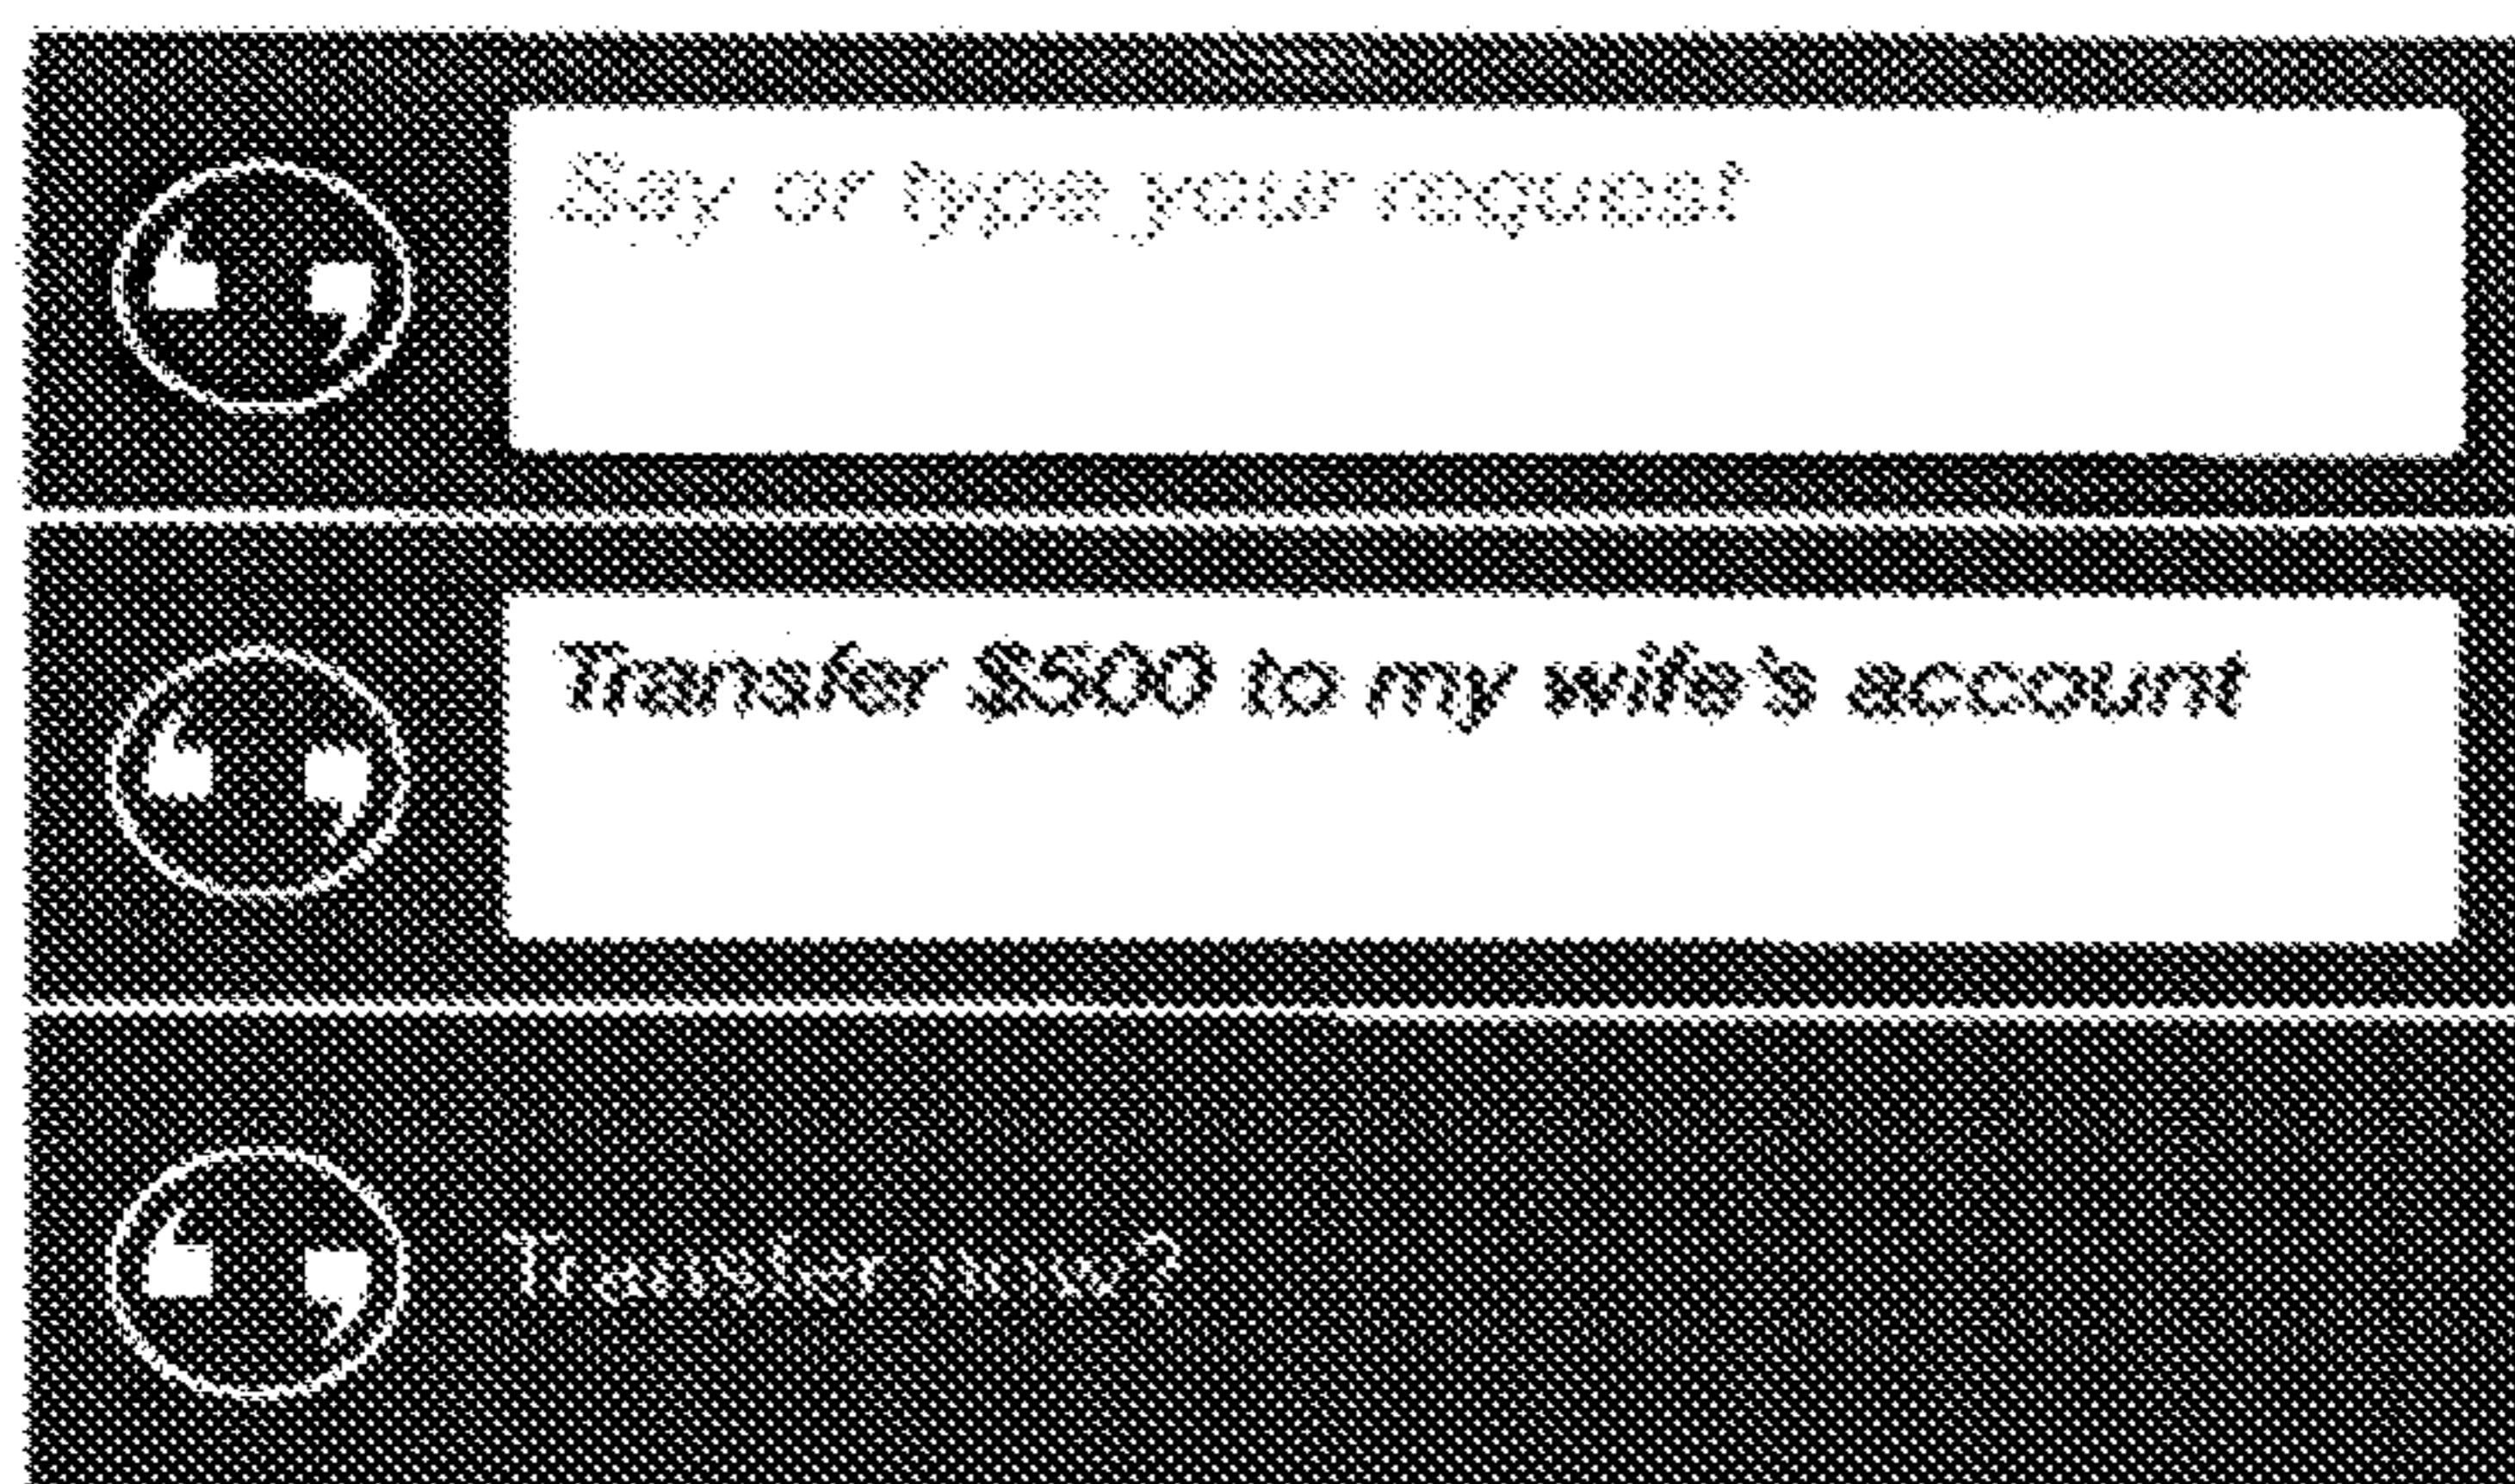 Say or type your request
Transfer $500 to my wife's account
Transfer now?